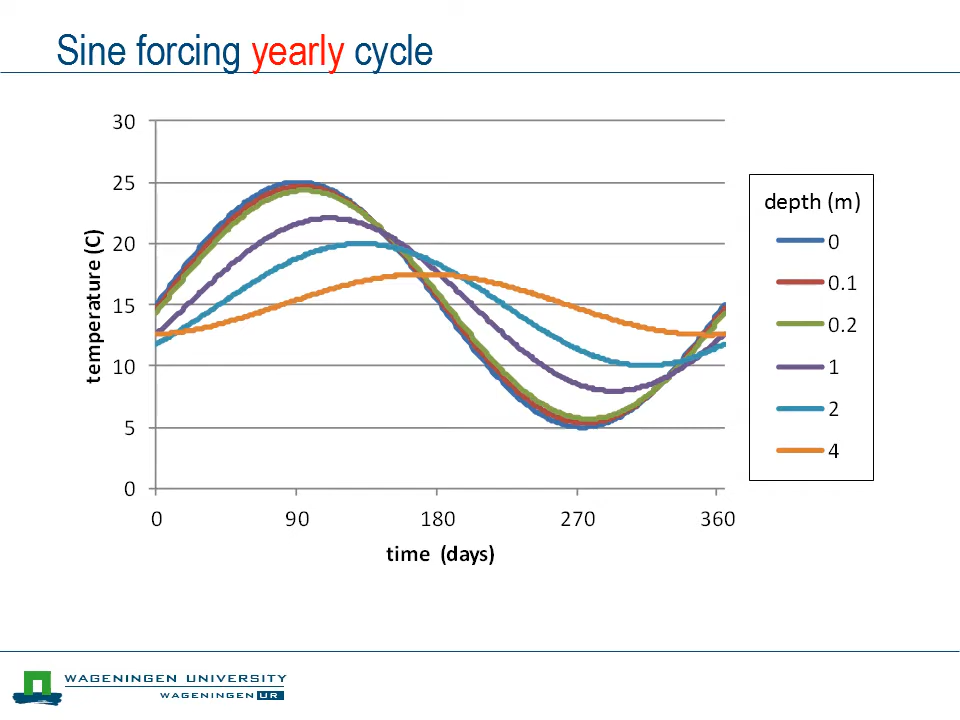 Sine forcing yearly cycle
30
25
20
15
10
5
0
temperature (C)
0 90 180 270 360
time (days)
depth (m)
0
0.1
0.2
1
2
4
WAGENINGEN UNIVERSITY
WAGENINGEN UR